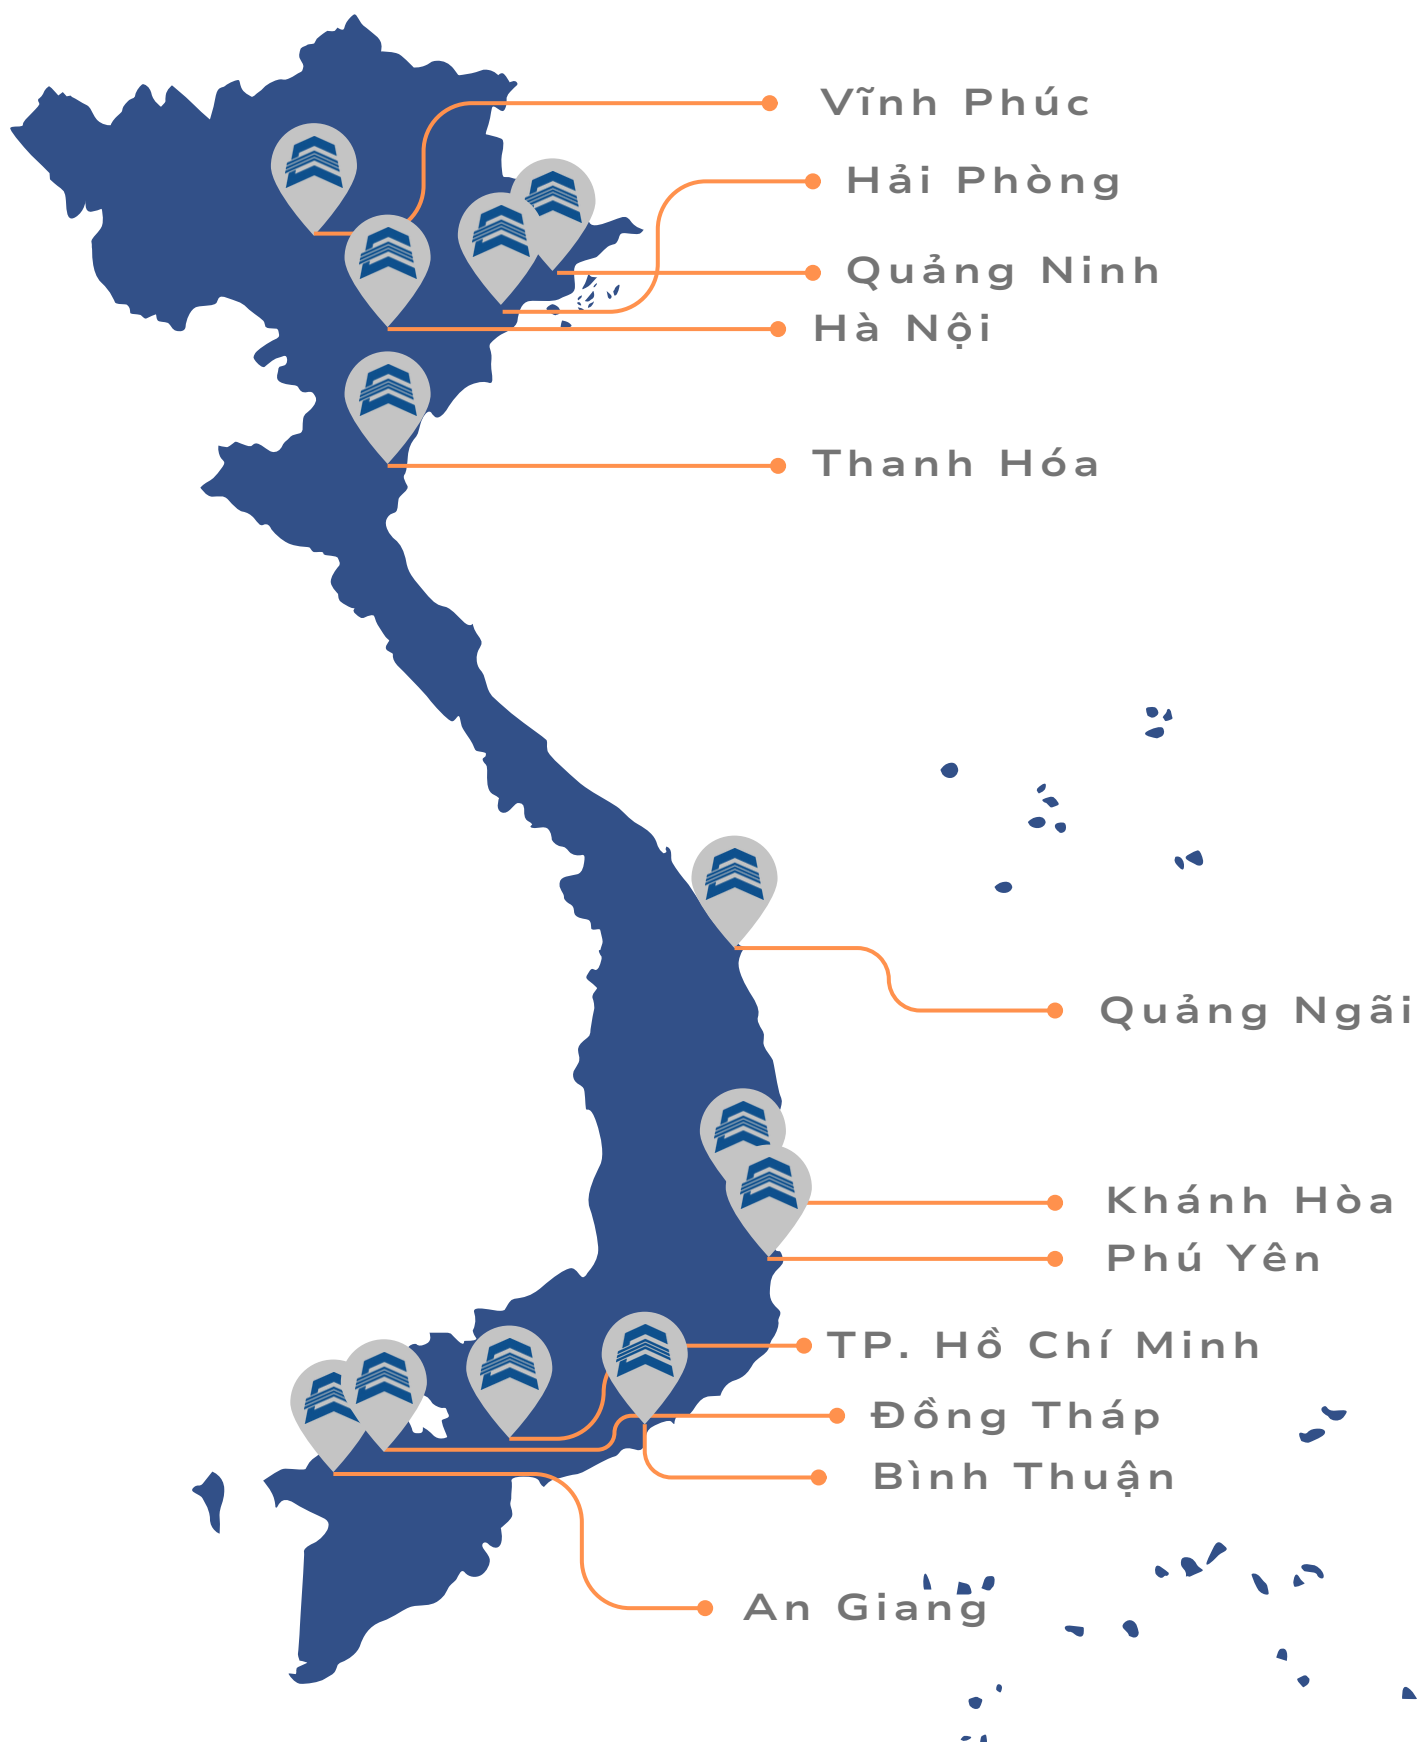 Vĩnh Phúc
Hải Phòng
Quảng Ninh
Hà Nội
Thanh Hóa
Quảng Ngãi
Khánh Hòa
Phú Yên
TP. Hồ Chí Minh
Đồng Tháp
Bình Thuận
An Giang